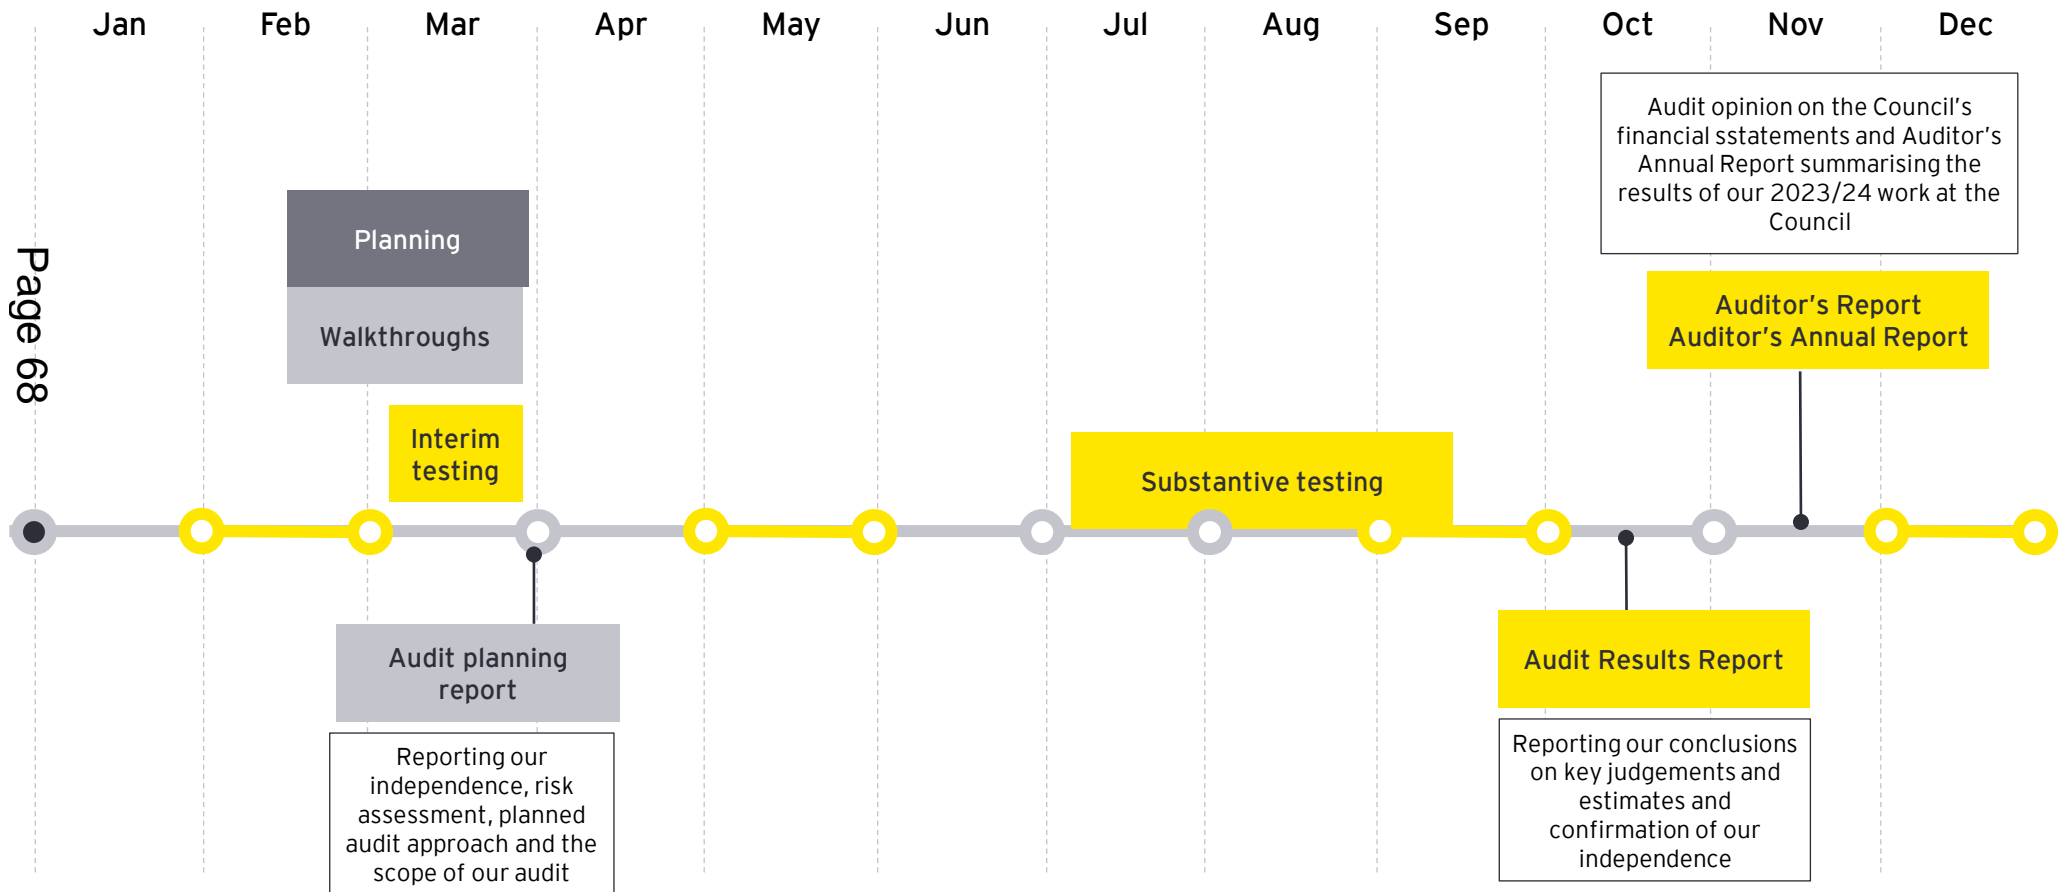 Jan Feb Mar Apr May Jun Jul Aug Sep Oct Nov Dec
Audit opinion on the Council's
financial sstatements and Auditor's
Annual Report summarising the
results of our 2023/24 work at the
Council
Planning
Walkthroughs
Page 68
Auditor's Report
Auditor's Annual Report
Interim
testing
Substantive testing
Audit planning
report
Reporting our
independence, risk
assessment, planned
audit approach and the
scope of our audit
Audit Results Report
Reporting our conclusions
on key judgements and
estimates and
confirmation of our
independence